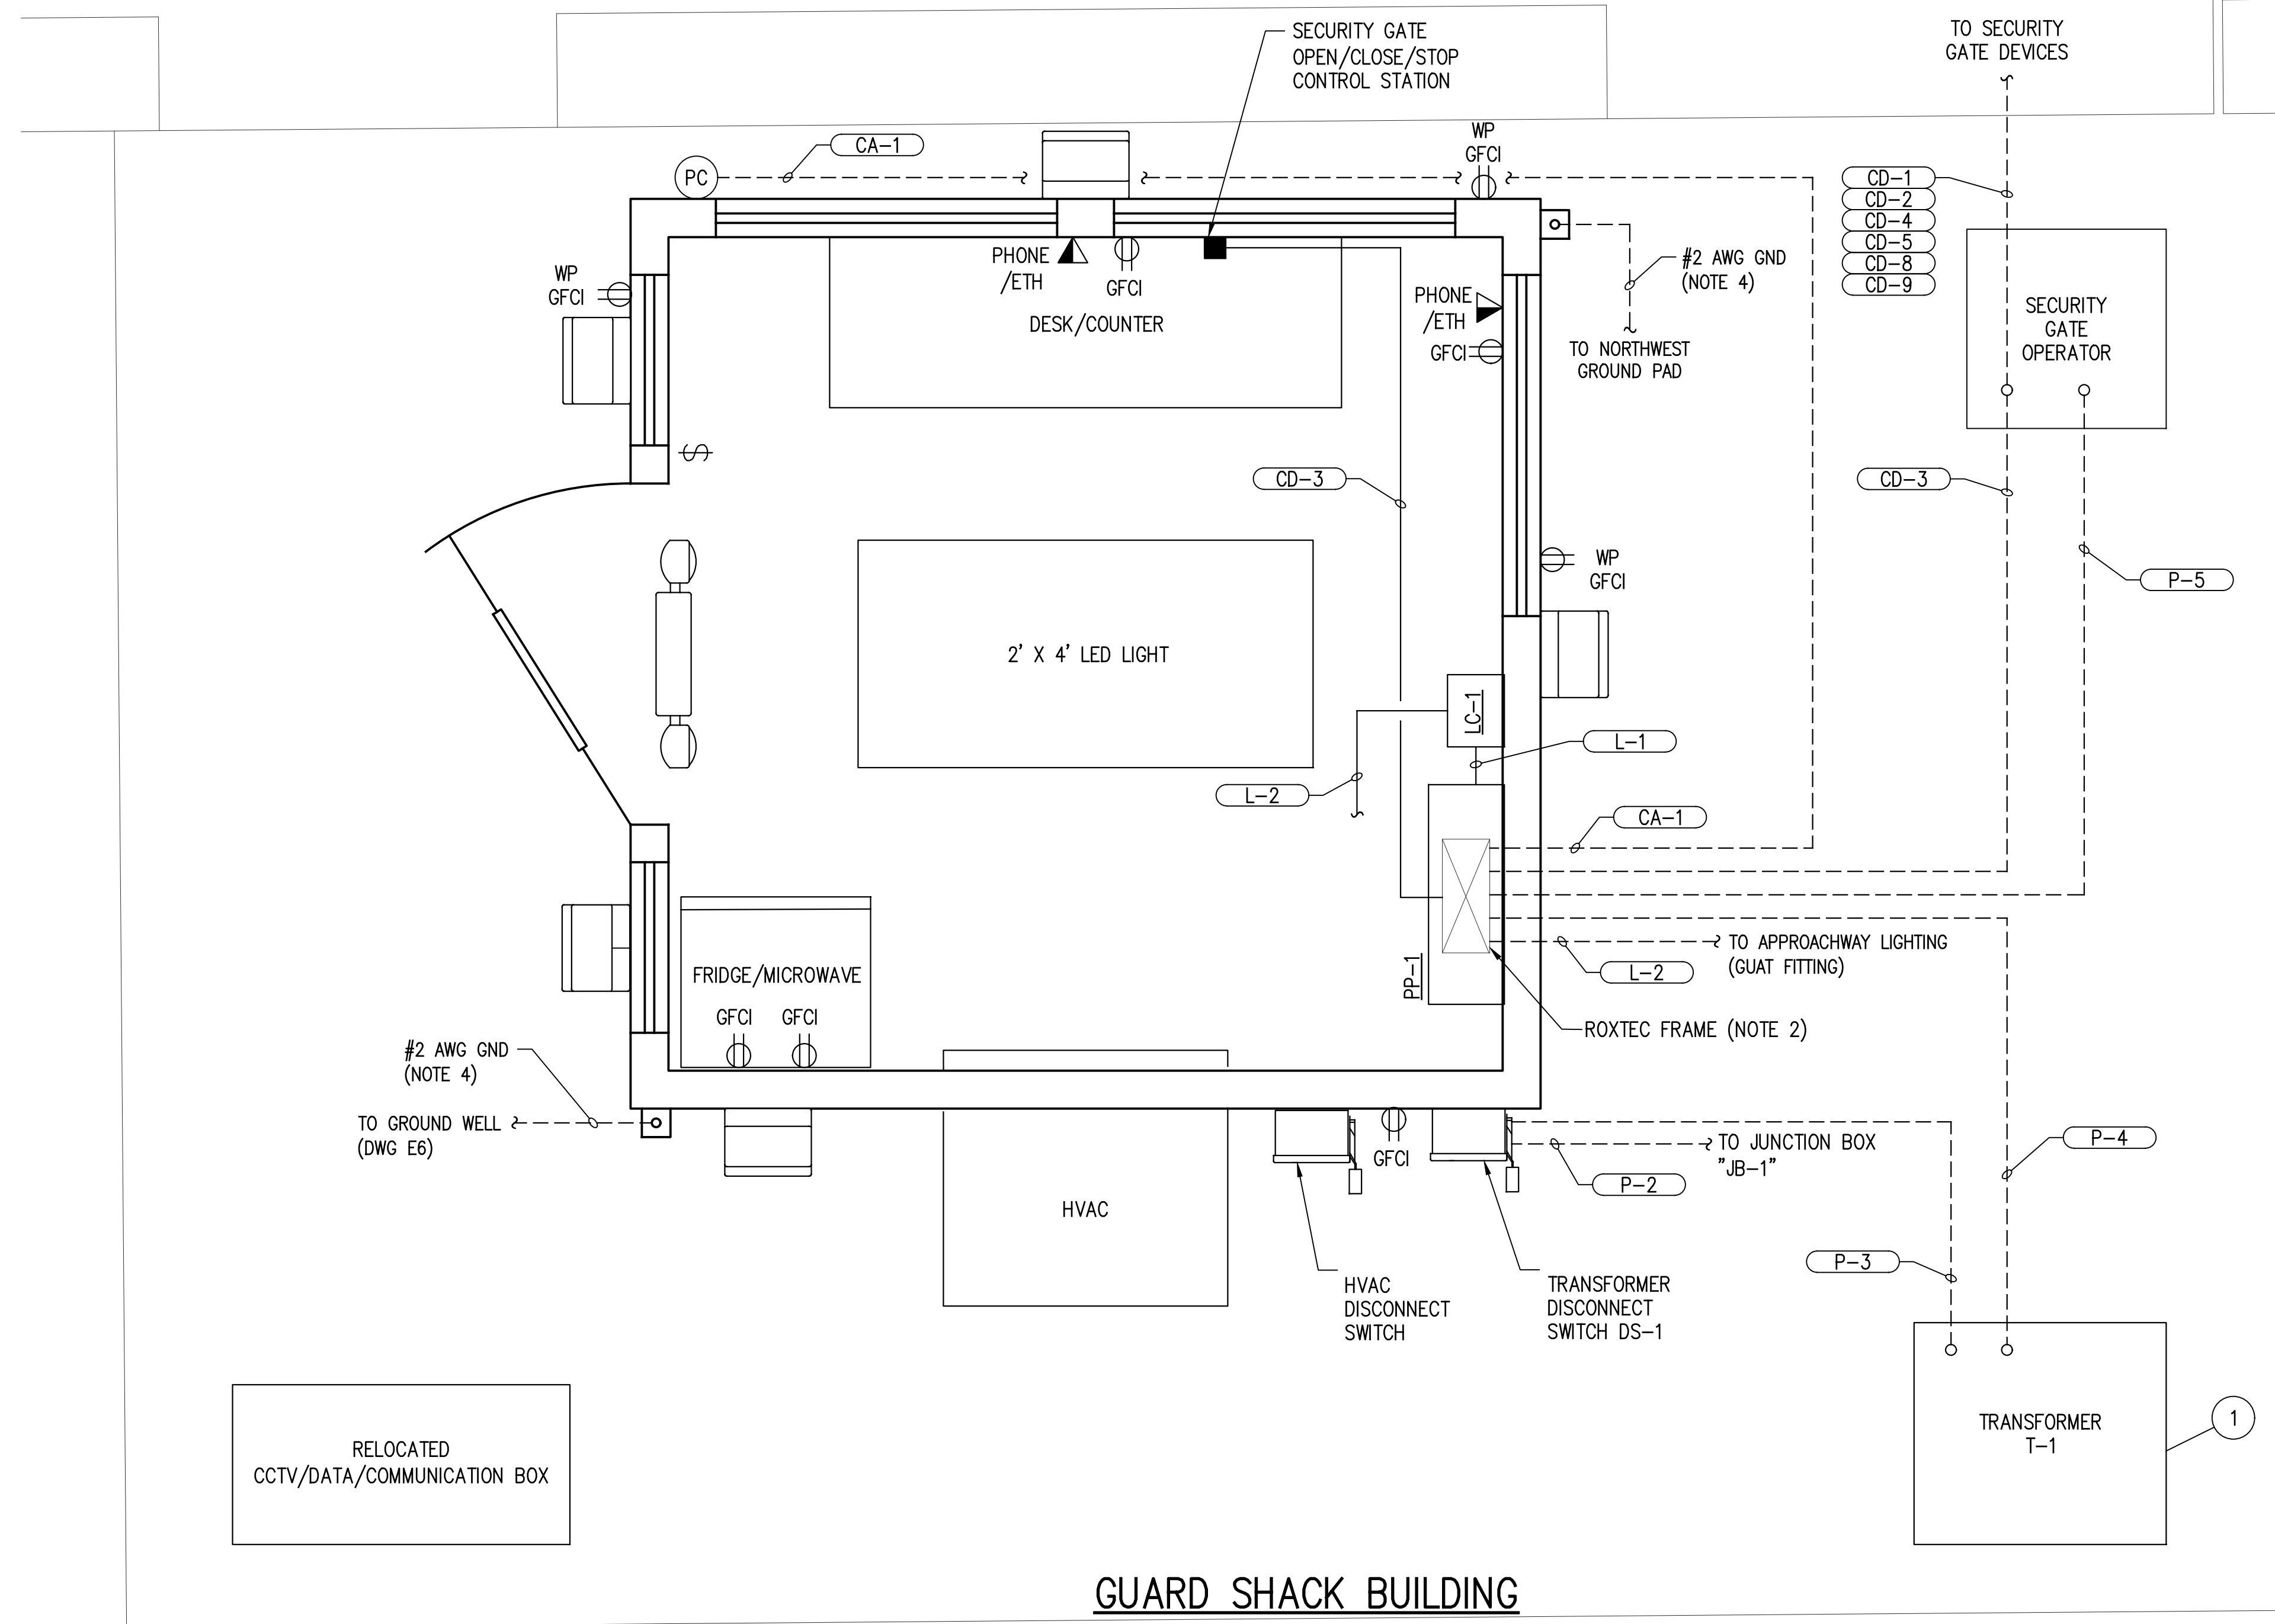 SECURITY GATE
OPEN/CLOSE/STOP
CONTROL STATION
TO SECURITY
GATE DEVICES
CA-1
PC
WP
GFCI
CD-1
CD-2
CD-4
CD-5
CD-8
CD-9
PHONE
/ETH
GFCI
DESK/COUNTER
WP
GFCI
PHONE
/ETH
GFCI
#2 AWG GND
(NOTE 4)
TO NORTHWEST
GROUND PAD
SECURITY
GATE
OPERATOR
$
CD-3
CD-3
WP
GFCI
P-5
2' X 4' LED LIGHT
LC-1
L-1
L-2
CA-1
TO APPROACHWAY LIGHTING
(GUAT FITTING)
L-2
PP-1
ROXTEC FRAME (NOTE 2)
FRIDGE/MICROWAVE
GFCI GFCI
#2 AWG GND
(NOTE 4)
TO GROUND WELL
(DWG E6)
GFCI
TO JUNCTION BOX
"JB-1"
P-2
P-4
P-3
HVAC
HVAC
DISCONNECT
SWITCH
TRANSFORMER
DISCONNECT
SWITCH DS-1
TRANSFORMER
T-1
1
RELOCATED
CCTV/DATA/COMMUNICATION BOX
GUARD SHACK BUILDING